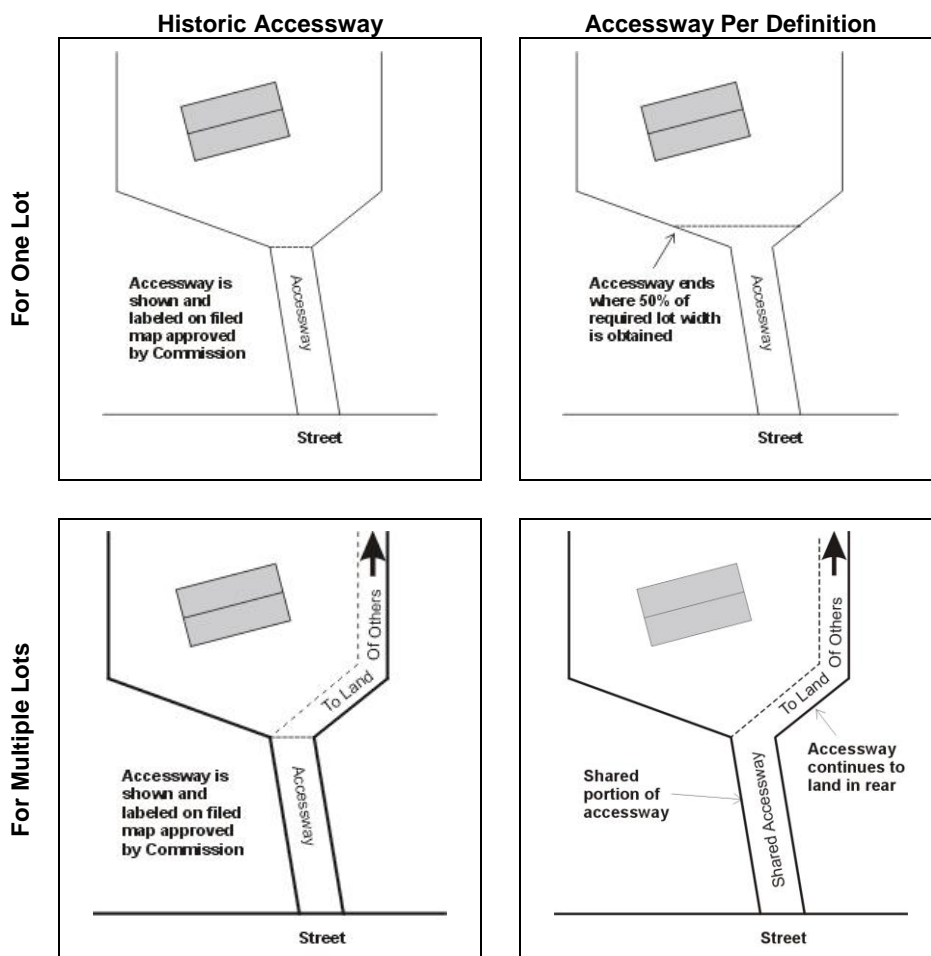 Historic Accessway
Accessway Per Definition
For One Lot
Accessway is
shown and
labeled on filed
map approved
by Commission
Accessway
Street
Accessway ends
where 50% of
required lot width
is obtained
Accessway
Street
For Multiple Lots
Of Others
To Land
Accessway is
shown and
labeled on filed
map approved
by Commission
Accessway
Street
Of Others
To Land
Accessway
continues to
land in rear
Shared
portion of
accessway
Shared Accessway
Street